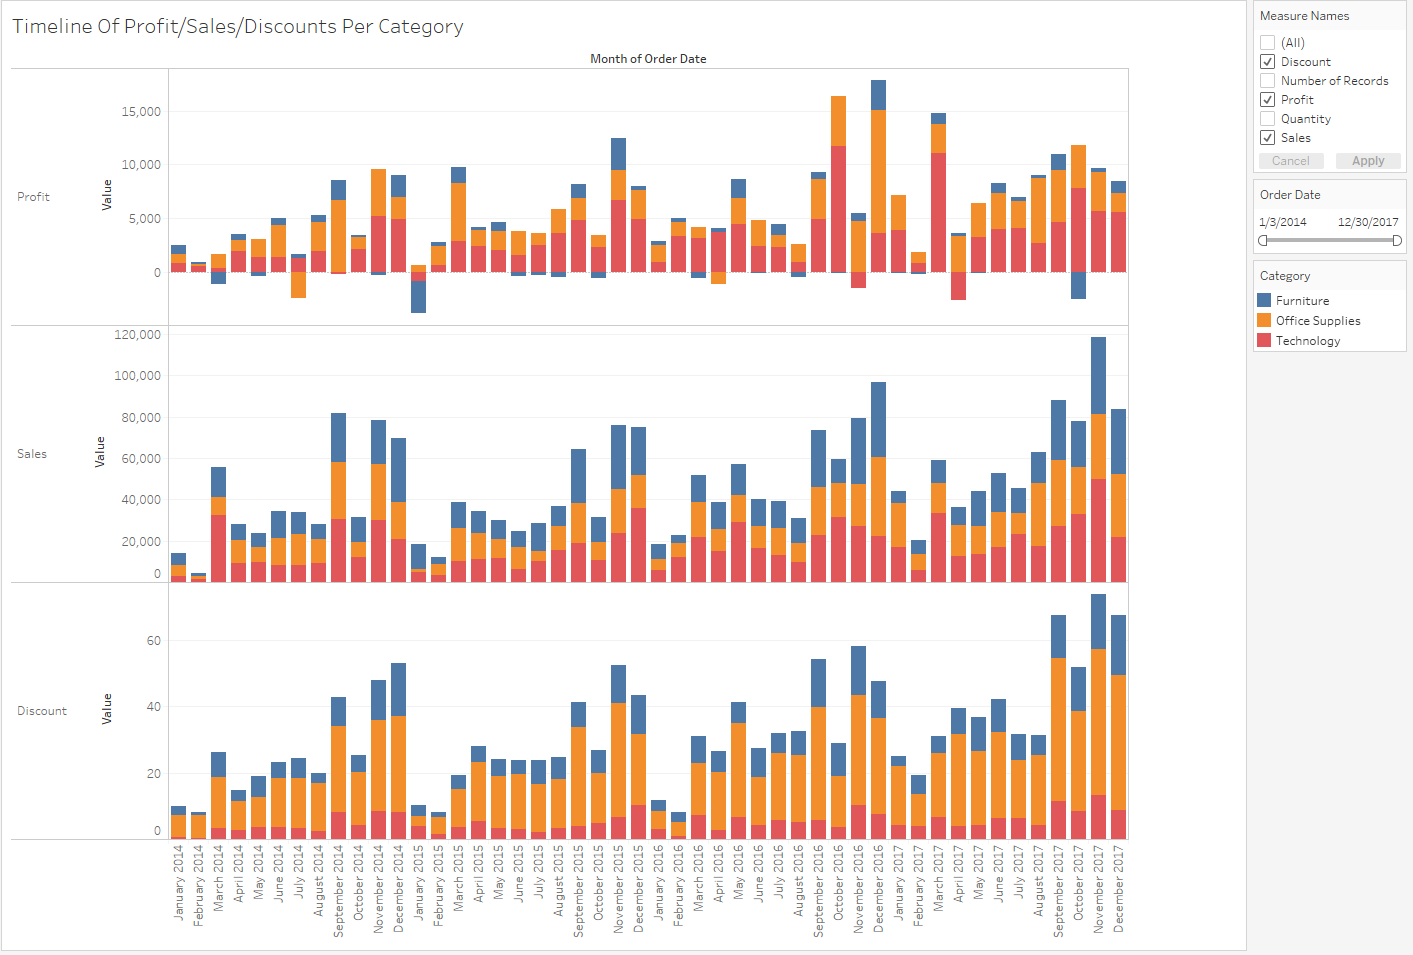 Timeline Of Profit/Sales/Discounts Per Category
Month of Order Date
Profit
Value
15,000
10,000
5,000
0
Sales
Value
120,000
100,000
80,000
60,000
40,000
20,000
0
Discount
Value
60
40
20
0
January 2014
February 2014
March 2014
April 2014
May 2014
June 2014
July 2014
August 2014
September 2014
October 2014
November 2014
December 2014
January 2015
February 2015
March 2015
April 2015
May 2015
June 2015
July 2015
August 2015
September 2015
October 2015
November 2015
December 2015
January 2016
February 2016
March 2016
April 2016
May 2016
June 2016
July 2016
August 2016
September 2016
October 2016
November 2016
December 2016
January 2017
February 2017
March 2017
April 2017
May 2017
June 2017
July 2017
August 2017
September 2017
October 2017
November 2017
December 2017
Measure Names
(All)
Discount
Number of Records
Profit
Quantity
Sales
Cancel Apply
Order Date
1/3/2014 12/30/2017
Category
Furniture
Office Supplies
Technology